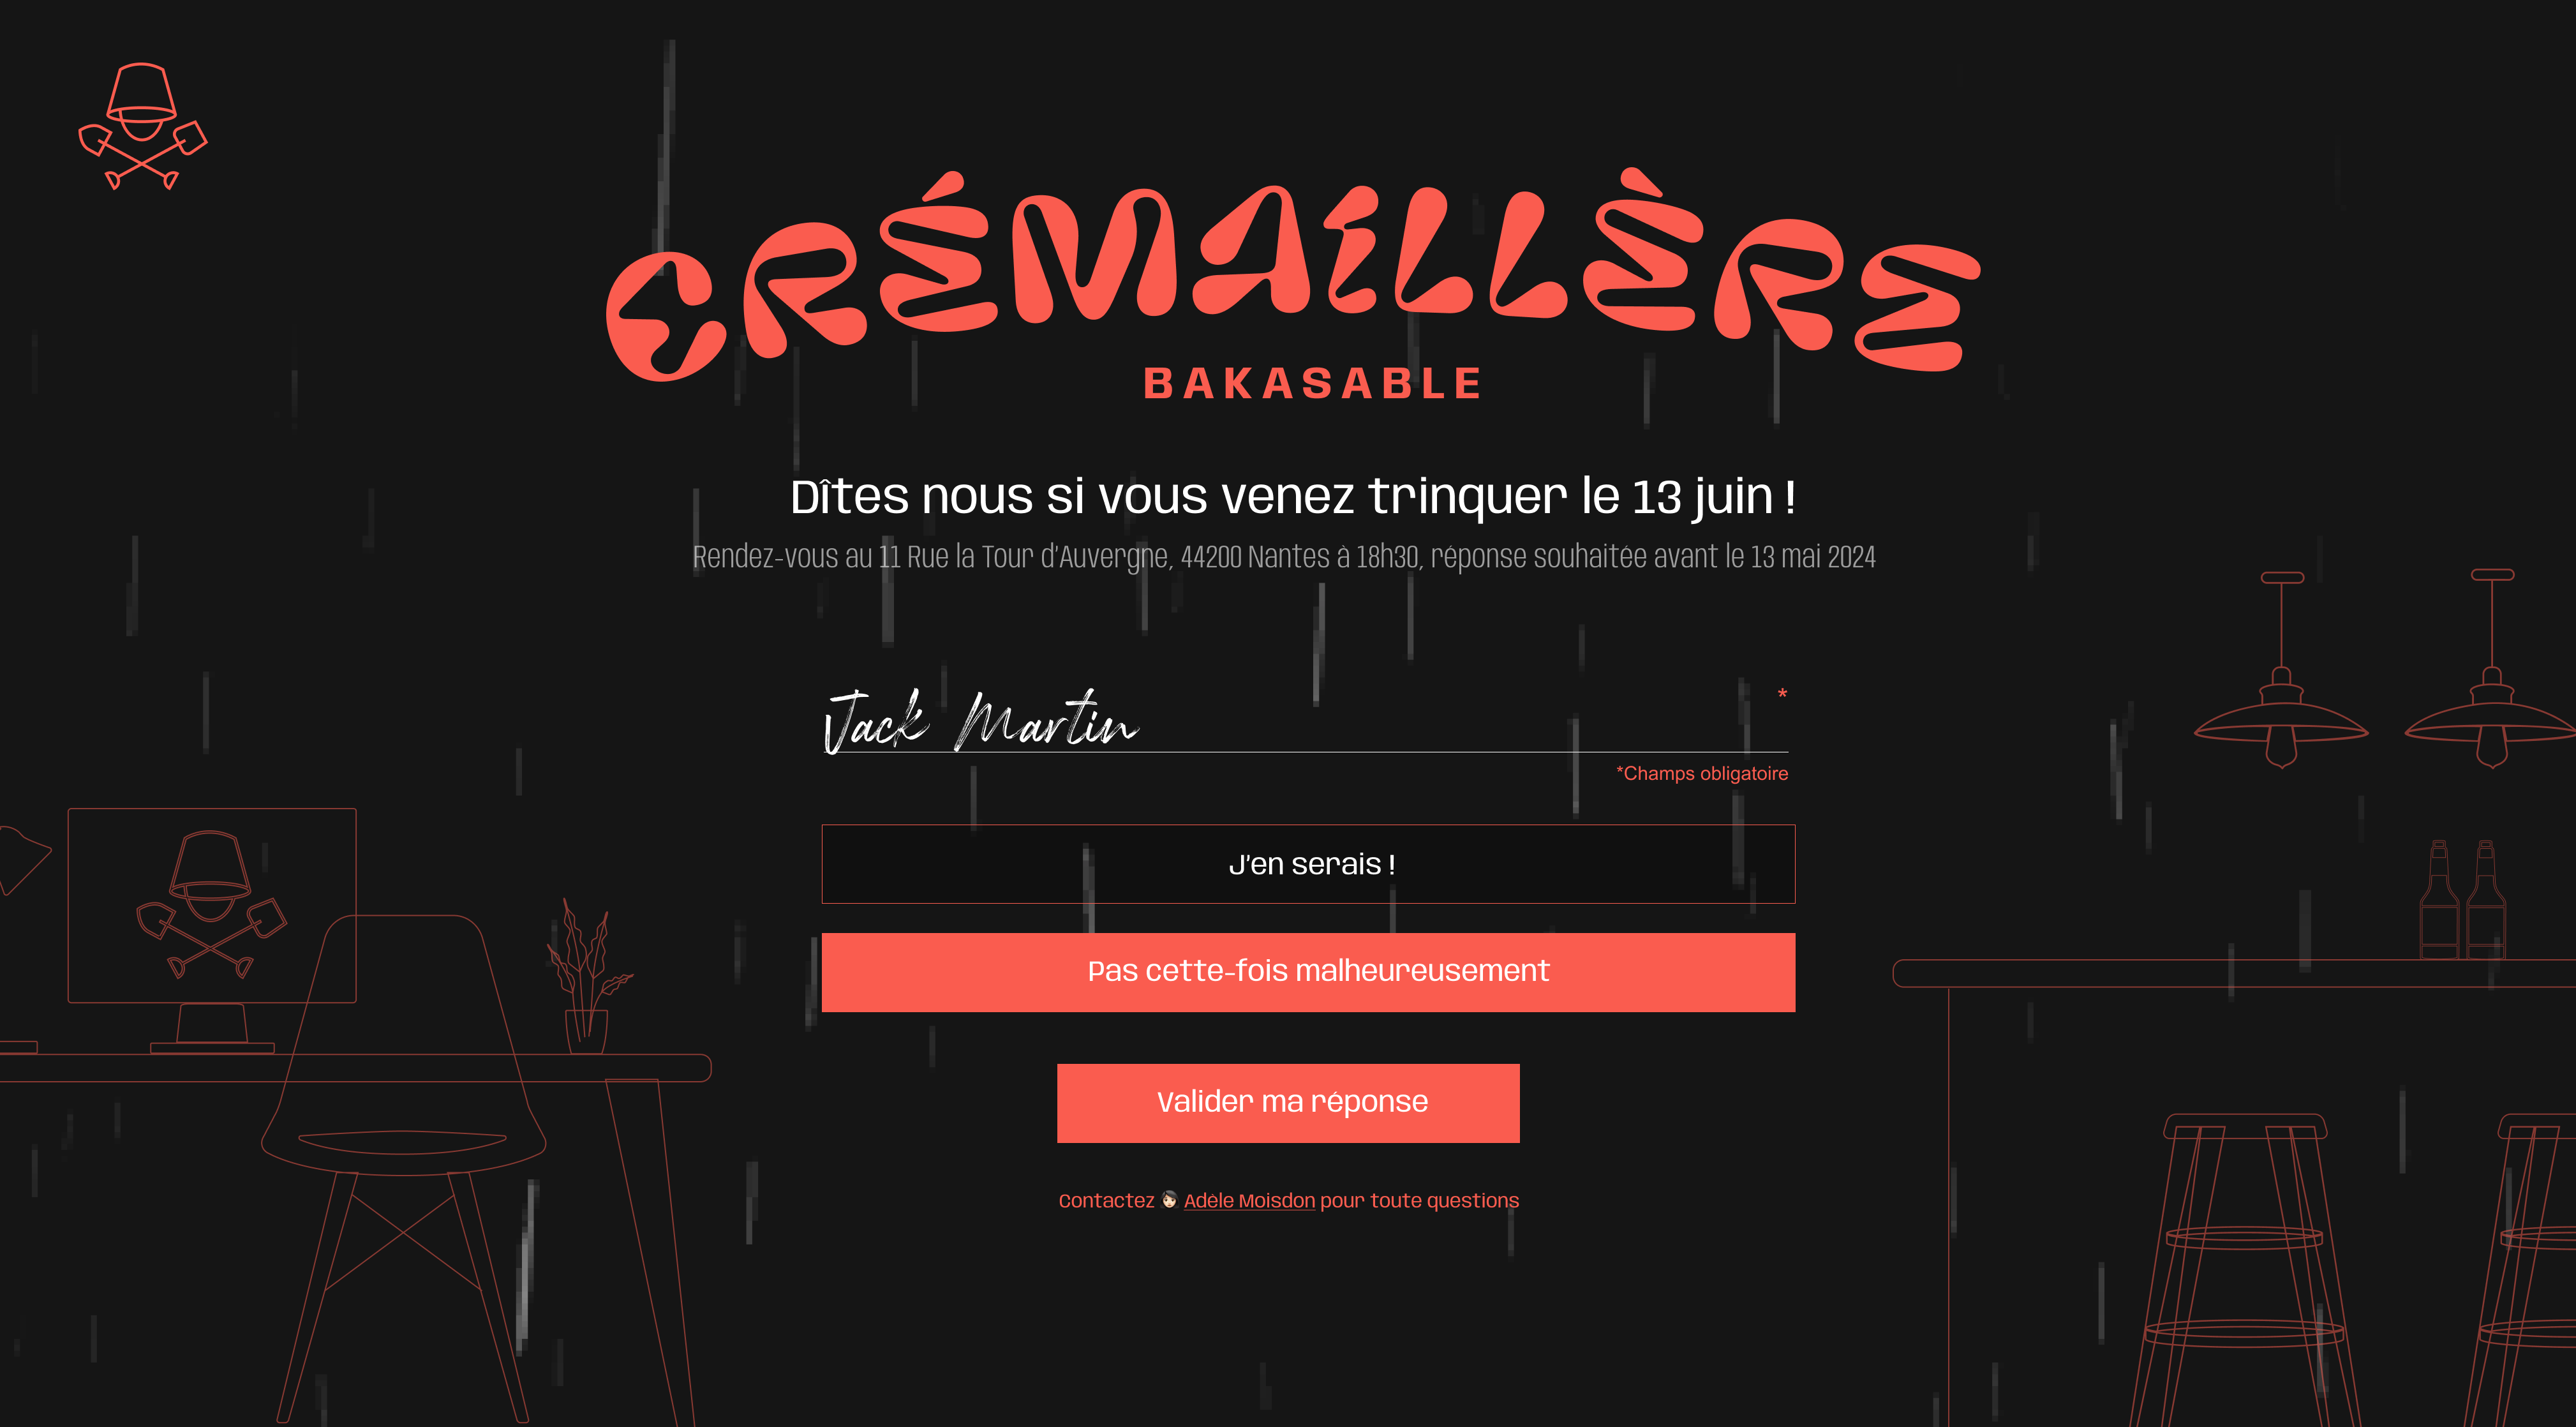 CRÉMAILLÈRE
BAKASABLE
Dîtes nous si vous venez trinquer le 13 juin !
Rendez-vous au 11 Rue la Tour d'Auvergne, 44200 Nantes à 18h30, réponse souhaitée avant le 13 mai 2024
Jack Martin *
*Champs obligatoire
J'en serais !
Pas cette-fois malheureusement
Valider ma réponse
Contactez 👩🏻 Adèle Moisdon pour toute questions